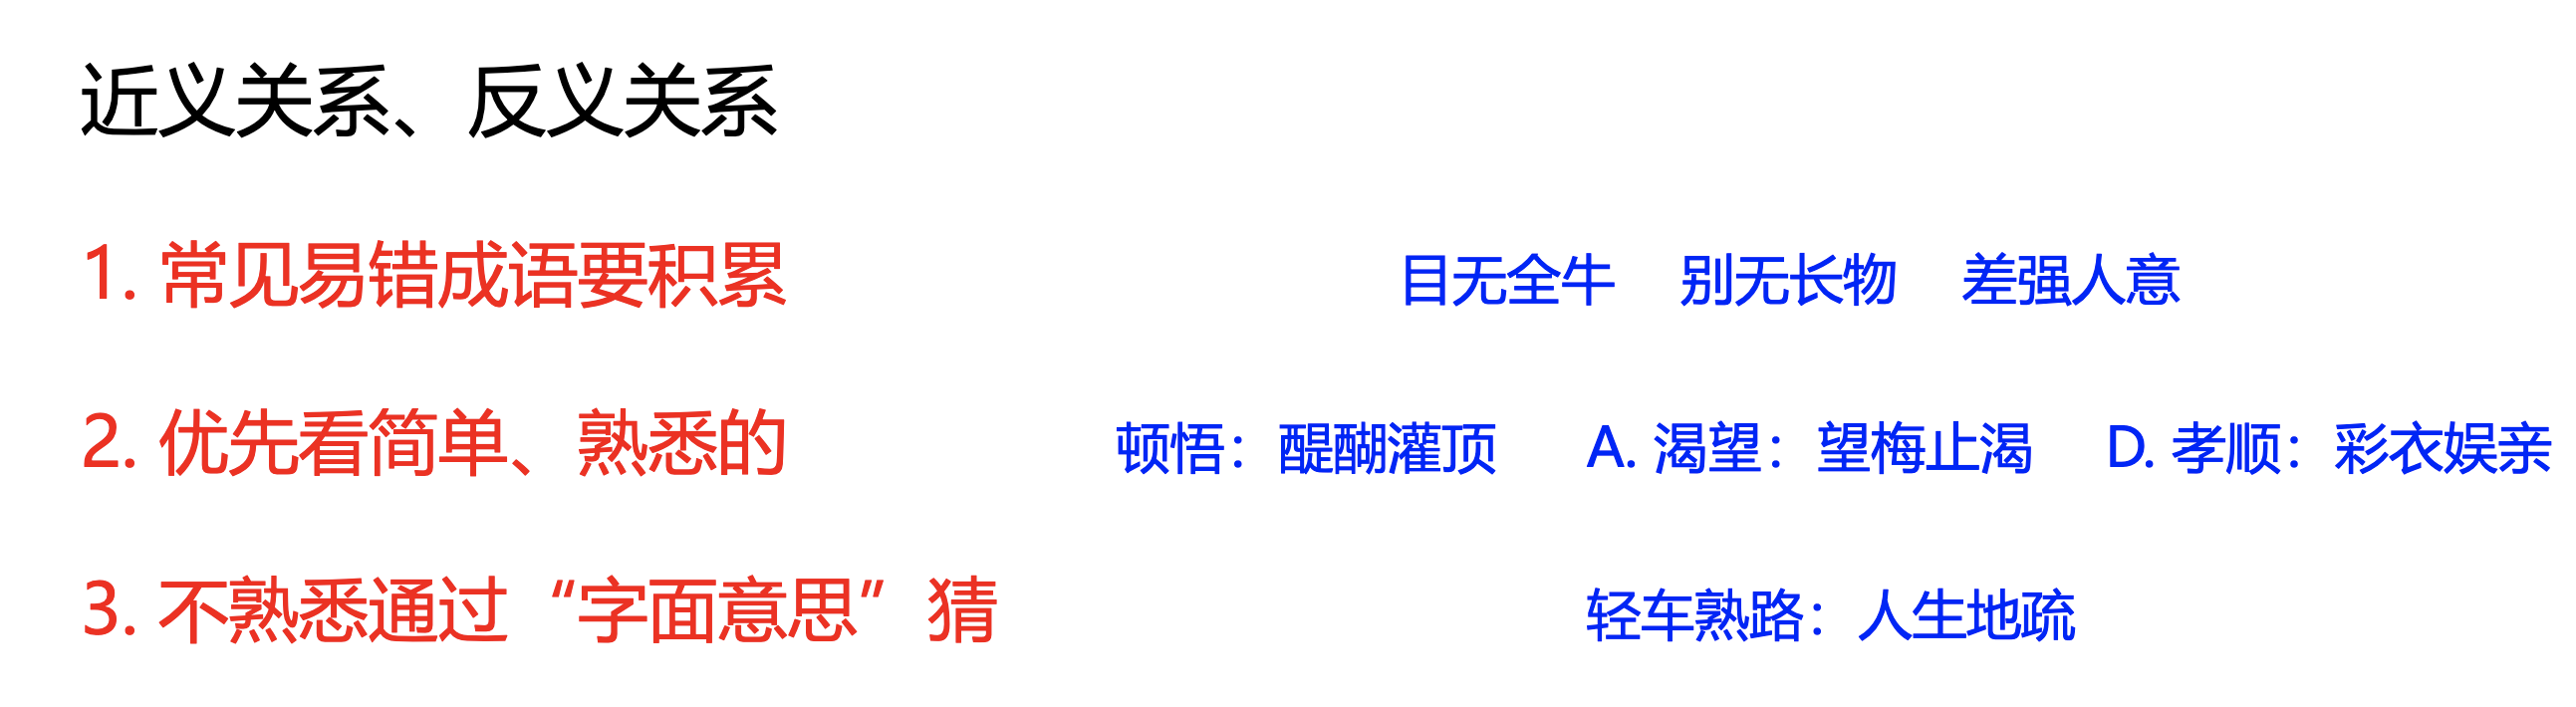 近义关系、反义关系
1. 常见易错成语要积累 目无全牛 别无长物 差强人意
2. 优先看简单、熟悉的 顿悟：醍醐灌顶 A. 渴望：望梅止渴 D. 孝顺：彩衣娱亲
3. 不熟悉通过“字面意思”猜 轻车熟路：人生地疏